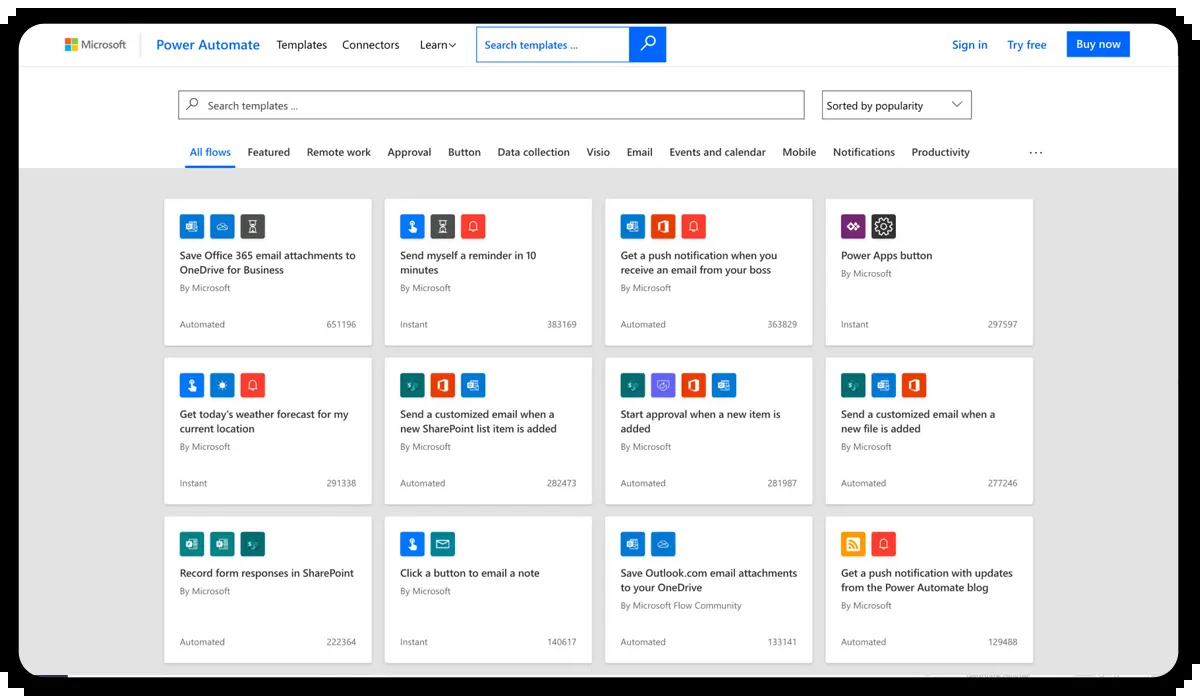 Microsoft
Power Automate
Templates
Connectors
Learn
Search templates ...
Sign in
Try free
Buy now
Search templates ...
Sorted by popularity
All flows
Featured
Remote work
Approval
Button
Data collection
Visio
Email
Events and calendar
Mobile
Notifications
Productivity
...
Save Office 365 email attachments to
OneDrive for Business
By Microsoft
Automated
651196
Send myself a reminder in 10
minutes
By Microsoft
Instant
383169
Get a push notification when you
receive an email from your boss
By Microsoft
Automated
363829
Power Apps button
By Microsoft
Instant
297597
Get today's weather forecast for my
current location
By Microsoft
Instant
291338
Send a customized email when a
new SharePoint list item is added
By Microsoft
Automated
282473
Start approval when a new item is
added
By Microsoft
Automated
281987
Send a customized email when a
new file is added
By Microsoft
Automated
277246
Record form responses in SharePoint
By Microsoft
Automated
222364
Click a button to email a note
By Microsoft
Instant
140617
Save Outlook.com email attachments
to your OneDrive
By Microsoft Flow Community
Automated
133141
Get a push notification with updates
from the Power Automate blog
By Microsoft
Automated
129488